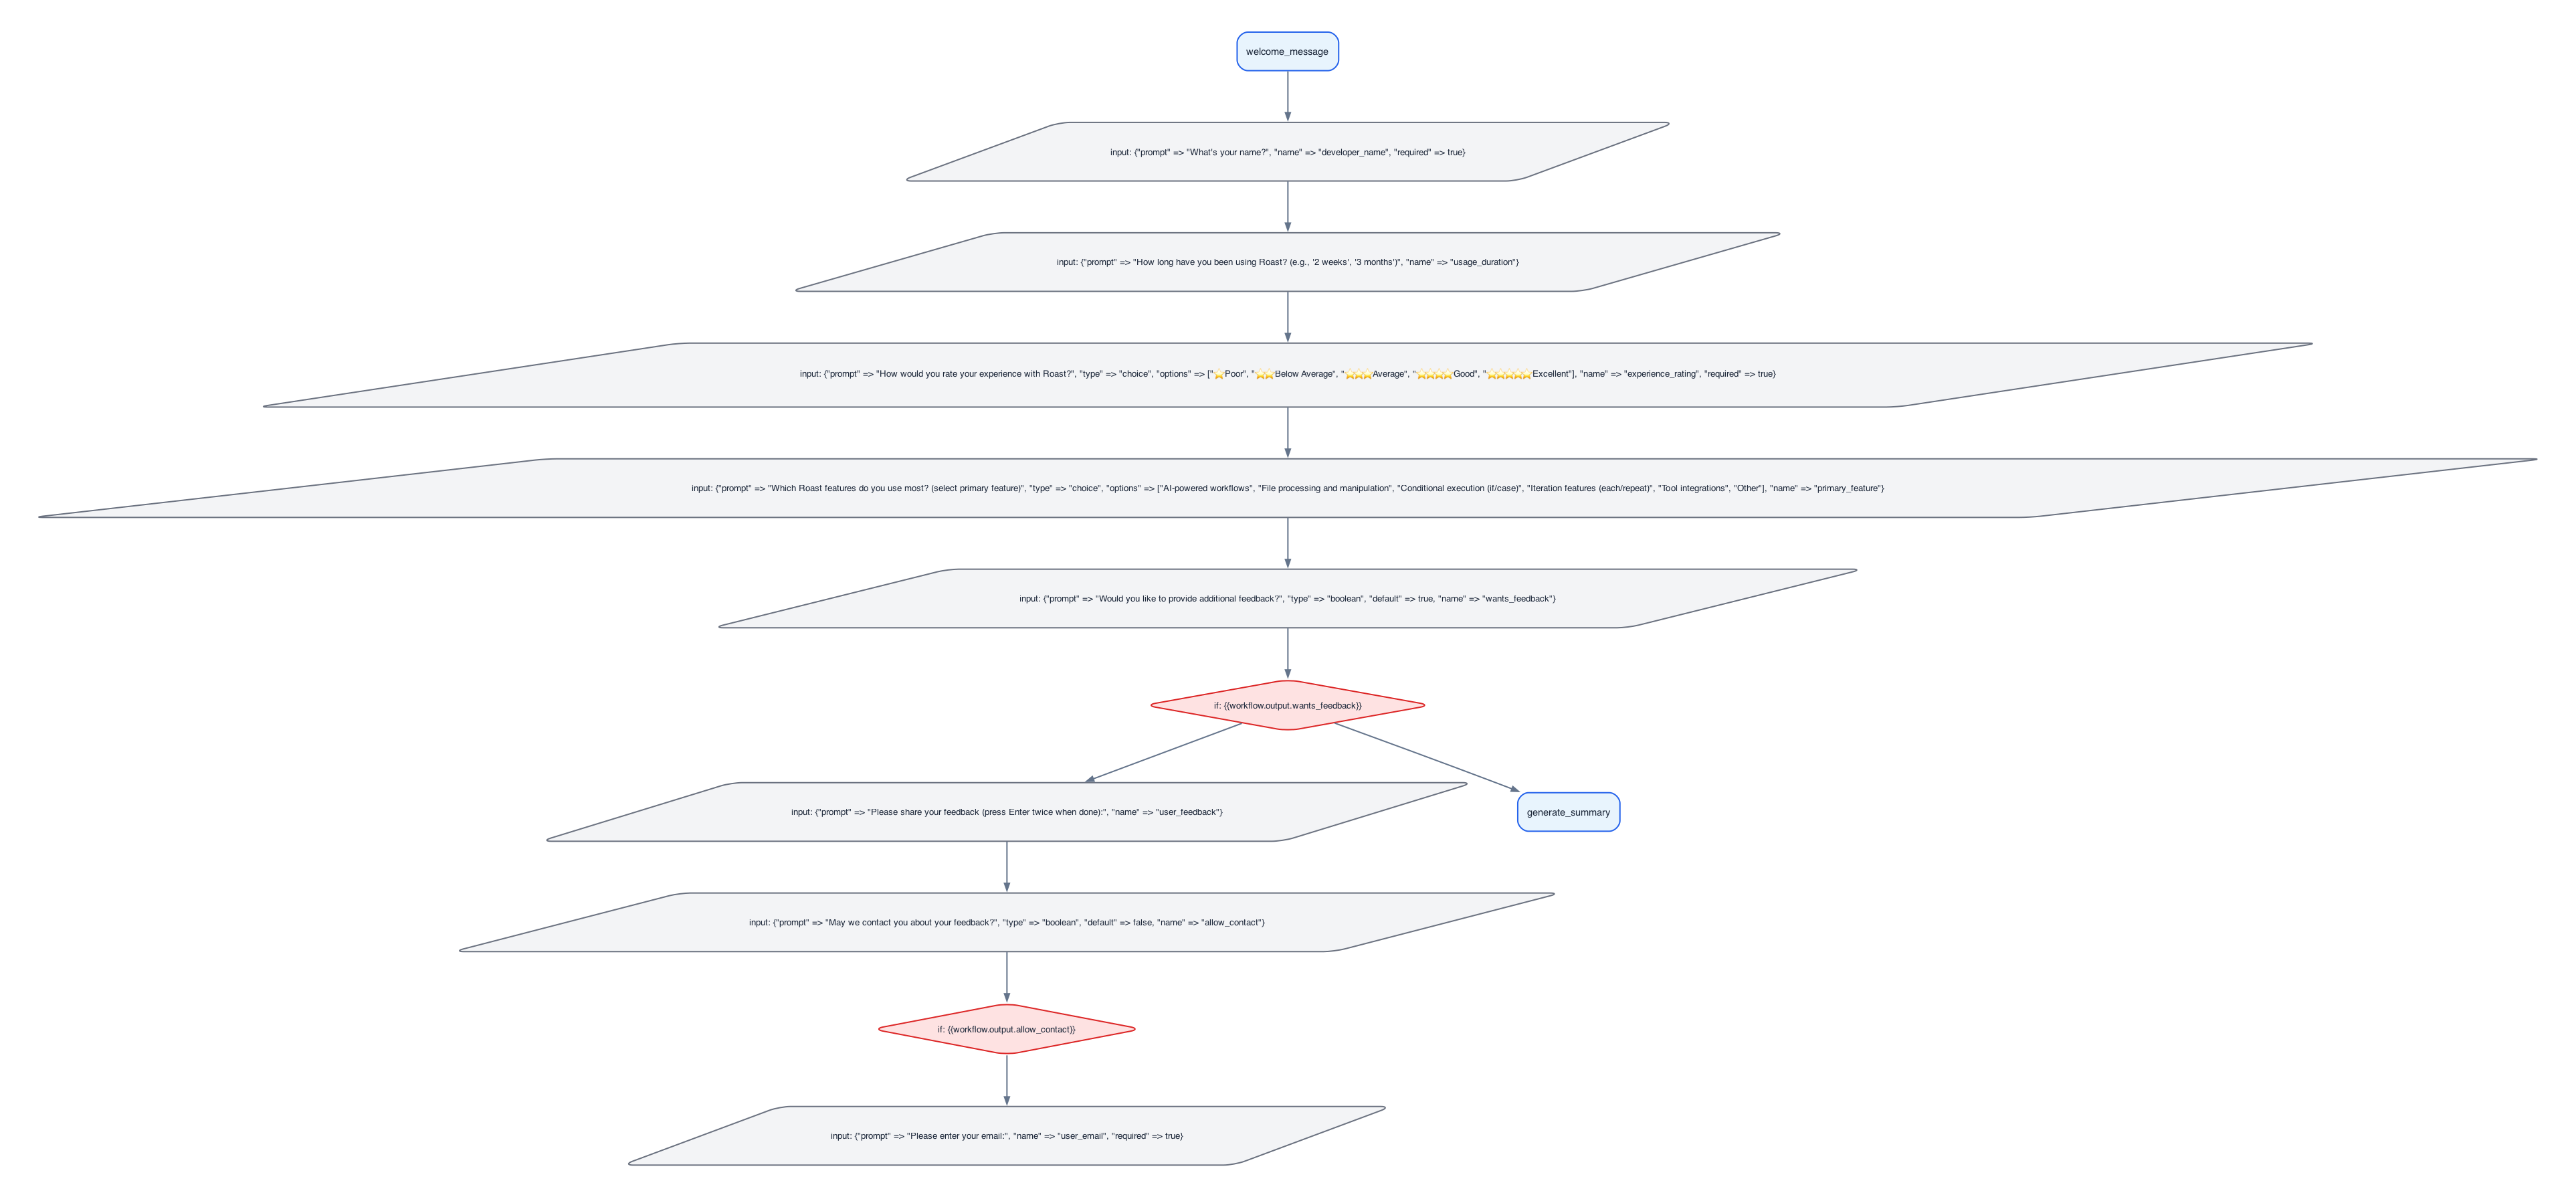 welcome_message
input: {"prompt" => "What's your name?", "name" => "developer_name", "required" => true}
input: {"prompt" => "How long have you been using Roast? (e.g., '2 weeks', '3 months')", "name" => "usage_duration"}
input: {"prompt" => "How would you rate your experience with Roast?", "type" => "choice", "options" => ["⭐Poor", "⭐⭐Below Average", "⭐⭐⭐Average", "⭐⭐⭐⭐Good", "⭐⭐⭐⭐⭐Excellent"], "name" => "experience_rating", "required" => true}
input: {"prompt" => "Which Roast features do you use most? (select primary feature)", "type" => "choice", "options" => ["AI-powered workflows", "File processing and manipulation", "Conditional execution (if/case)", "Iteration features (each/repeat)", "Tool integrations", "Other"], "name" => "primary_feature"}
input: {"prompt" => "Would you like to provide additional feedback?", "type" => "boolean", "default" => true, "name" => "wants_feedback"}
if: {{workflow.output.wants_feedback}}
input: {"prompt" => "Please share your feedback (press Enter twice when done):", "name" => "user_feedback"}
generate_summary
input: {"prompt" => "May we contact you about your feedback?", "type" => "boolean", "default" => false, "name" => "allow_contact"}
if: {{workflow.output.allow_contact}}
input: {"prompt" => "Please enter your email:", "name" => "user_email", "required" => true}